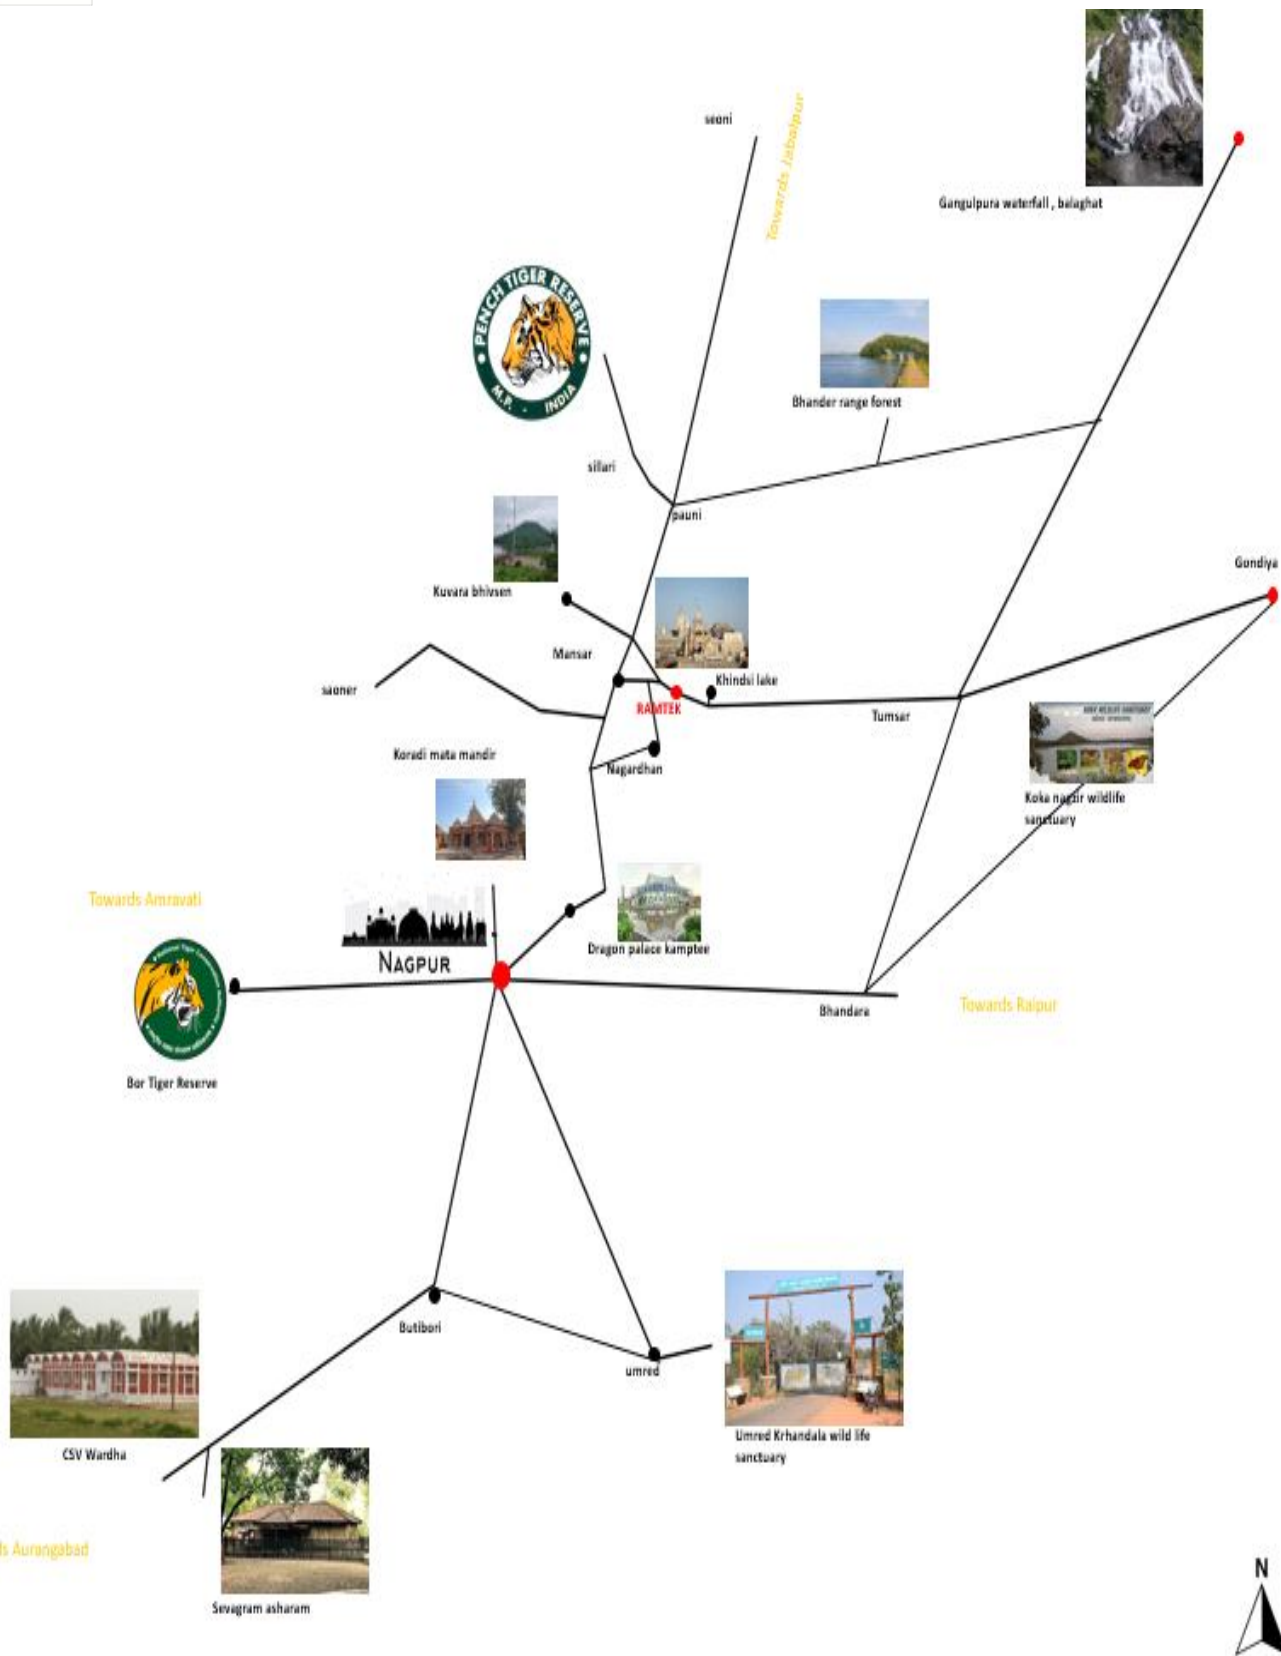 seoni
Towards Jabalpur
Gangulpura waterfall , balaghat
PENCH TIGER RESERVE
M.P. - INDIA
Bhander range forest
sillari
pauni
Kuvara bhivsen
Gondiya
Mansar
Khindsi lake
saoner
RAMTEK
Tumsar
Koradi mata mandir
Nagardhan
Koka nagzir wildlife
sanctuary
Towards Amravati
NAGPUR
Dragon palace kamptee
Bhandara
Towards Raipur
Bor Tiger Reserve
Butibori
umred
CSV Wardha
Umred Krhandala wild life
sanctuary
ds Aurangabad
Sevagram asharam
N